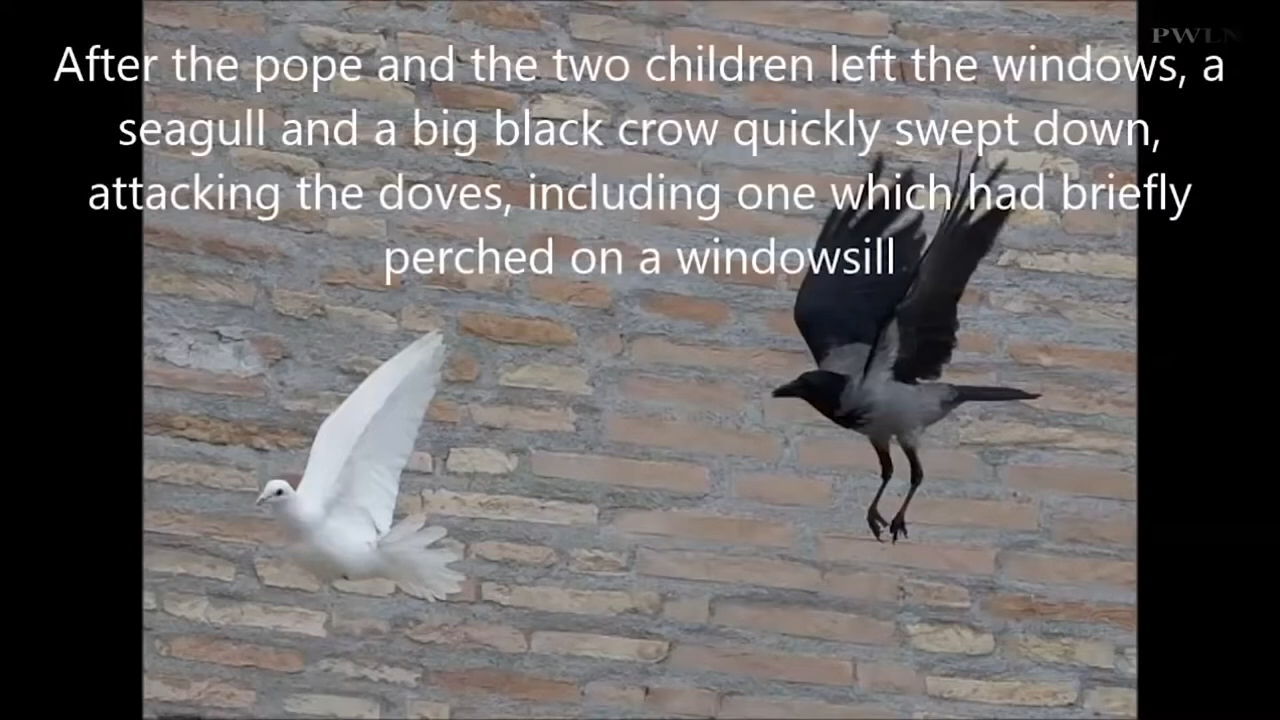 PWLN
After the pope and the two children left the windows, a
seagull and a big black crow quickly swept down,
attacking the doves, including one which had briefly
perched on a windowsill